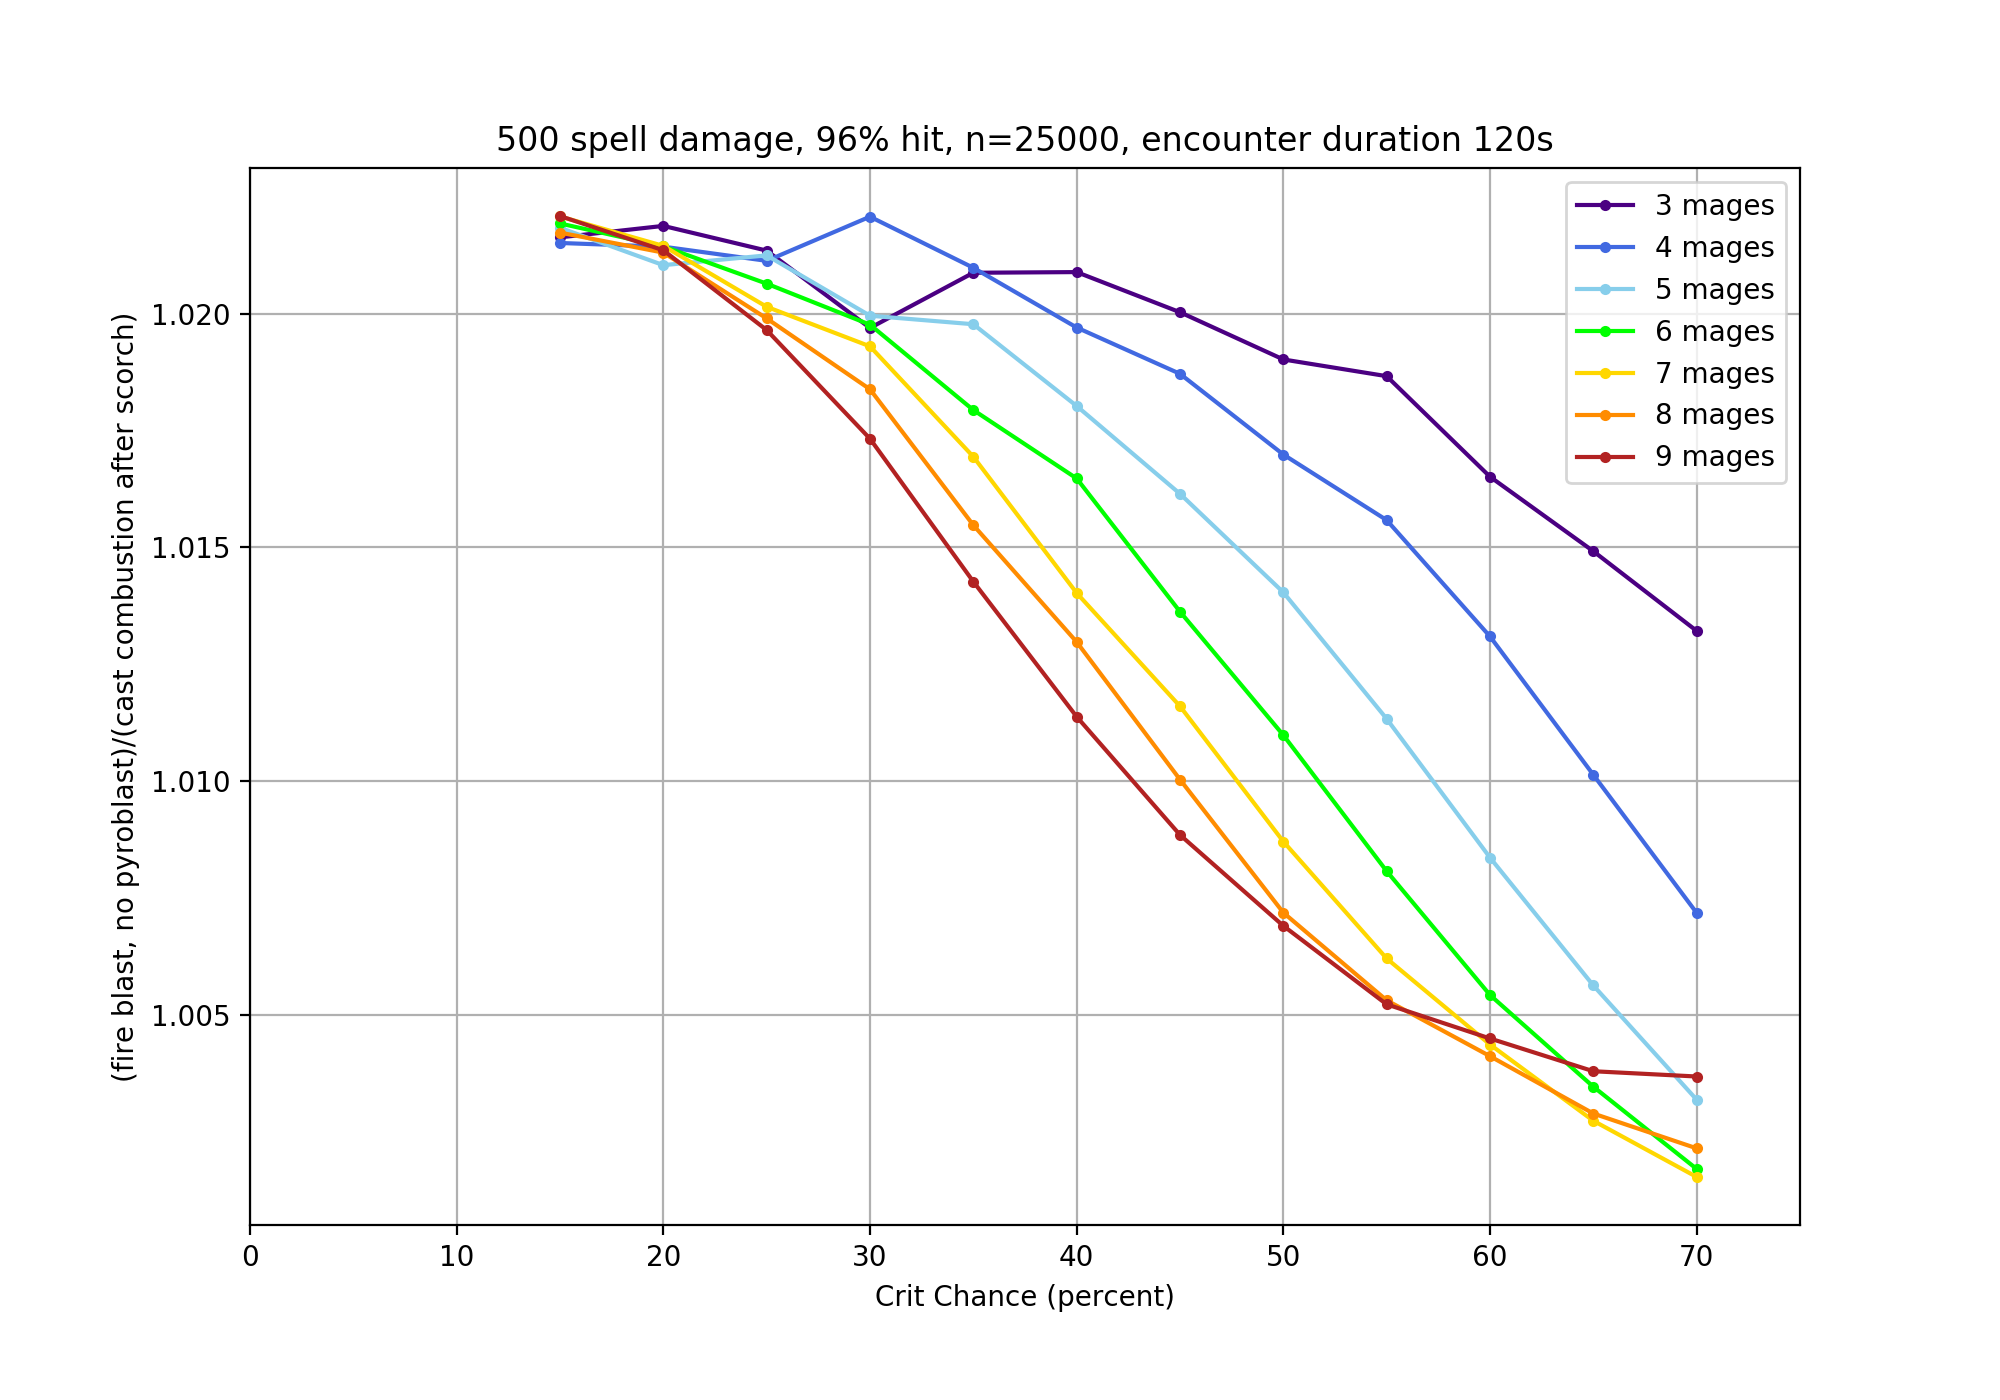 500 spell damage, 96% hit, n=25000, encounter duration 120s
3 mages
4 mages
5 mages
6 mages
7 mages
8 mages
9 mages
(fire blast, no pyroblast)/(cast combustion after scorch)
1.020
1.015
1.010
1.005
0 10 20 30 40 50 60 70
Crit Chance (percent)